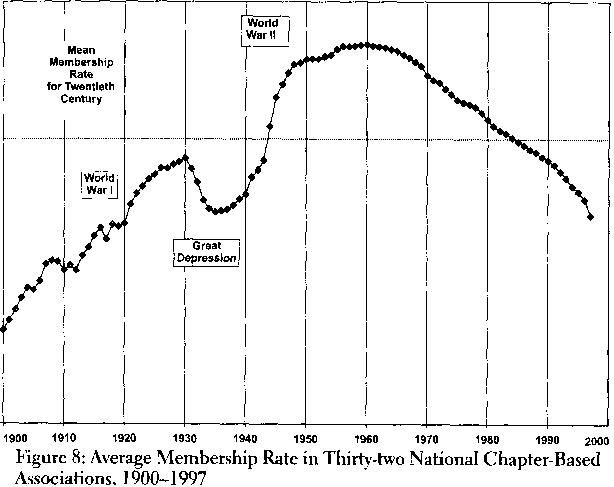 World
War II
Mean
Membership
Rate
for Twentieth
Century
World
War I
Great
Depression
1900 1910 1920 1930 1940 1950 1960 1970 1980 1990 2000
Figure 8: Average Membership Rate in Thirty-two National Chapter-Based
Associations, 1900–1997